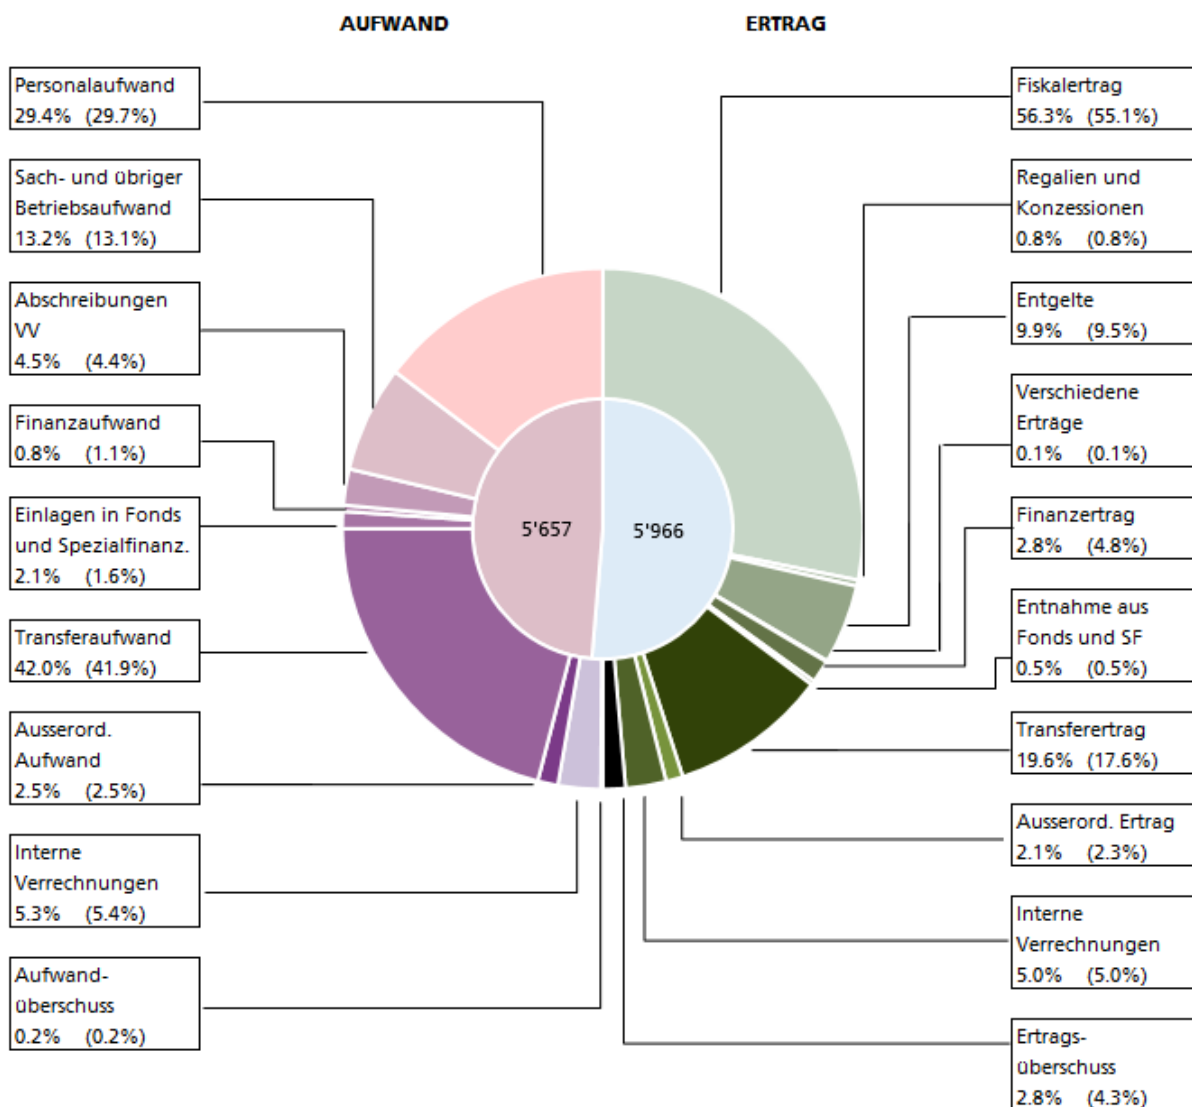 AUFWAND
ERTRAG
Personalaufwand
29.4% (29.7%)
Sach- und übriger
Betriebsaufwand
13.2% (13.1%)
Abschreibungen
VV
4.5% (4.4%)
Finanzaufwand
0.8% (1.1%)
Einlagen in Fonds
und Spezialfinanz.
2.1% (1.6%)
Transferaufwand
42.0% (41.9%)
Ausserord.
Aufwand
2.5% (2.5%)
Interne
Verrechnungen
5.3% (5.4%)
Aufwand-
überschuss
0.2% (0.2%)
5'657
5'966
Fiskalertrag
56.3% (55.1%)
Regalien und
Konzessionen
0.8% (0.8%)
Entgelte
9.9% (9.5%)
Verschiedene
Erträge
0.1% (0.1%)
Finanzertrag
2.8% (4.8%)
Entnahme aus
Fonds und SF
0.5% (0.5%)
Transferertrag
19.6% (17.6%)
Ausserord. Ertrag
2.1% (2.3%)
Interne
Verrechnungen
5.0% (5.0%)
Ertrags-
überschuss
2.8% (4.3%)